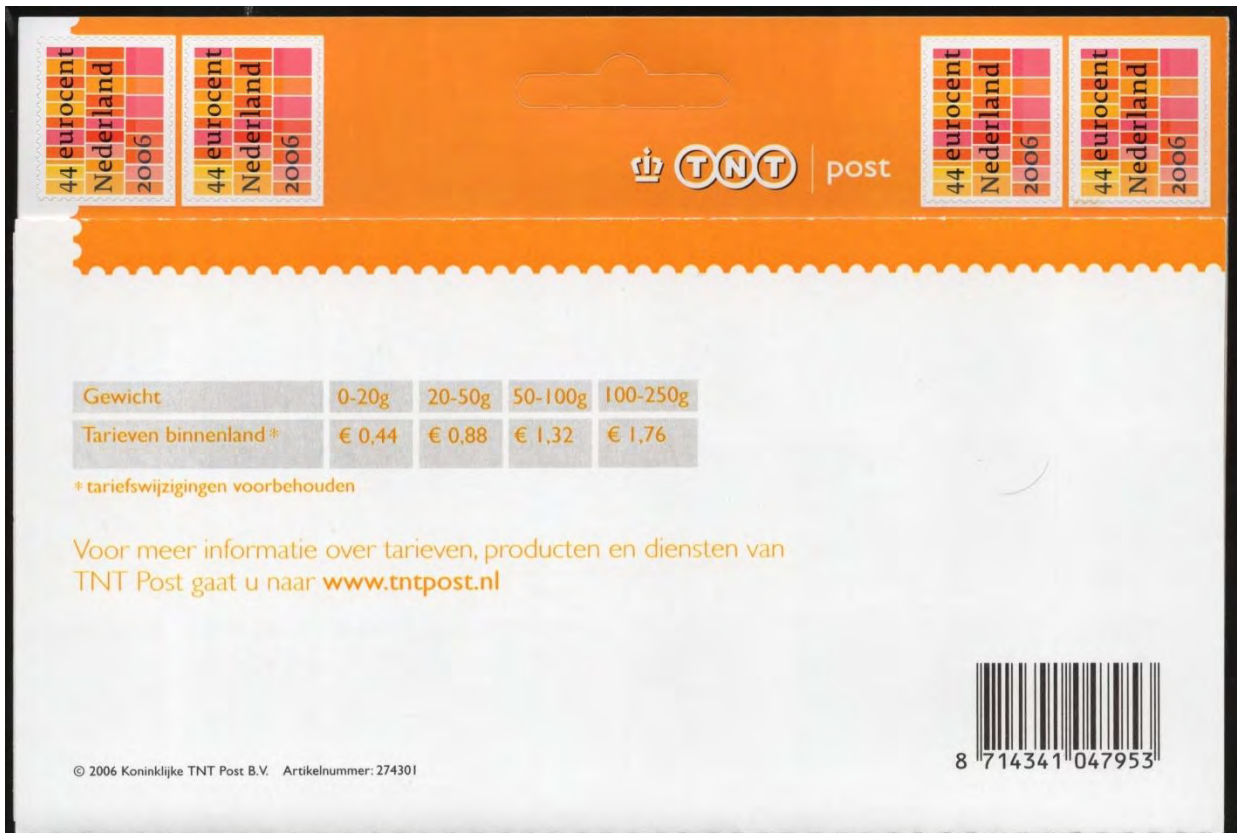 44 eurocent
Nederland
2006
44 eurocent
Nederland
2006
44 eurocent
Nederland
2006
44 eurocent
Nederland
2006
TNT post
Gewicht 0-20g 20-50g 50-100g 100-250g
Tarieven binnenland* € 0,44 € 0,88 € 1,32 € 1,76
* tariefswijzigingen voorbehouden
Voor meer informatie over tarieven, producten en diensten van
TNT Post gaat u naar www.tntpost.nl
© 2006 Koninklijke TNT Post B.V. Artikelnummer: 274301
8 714341 047953